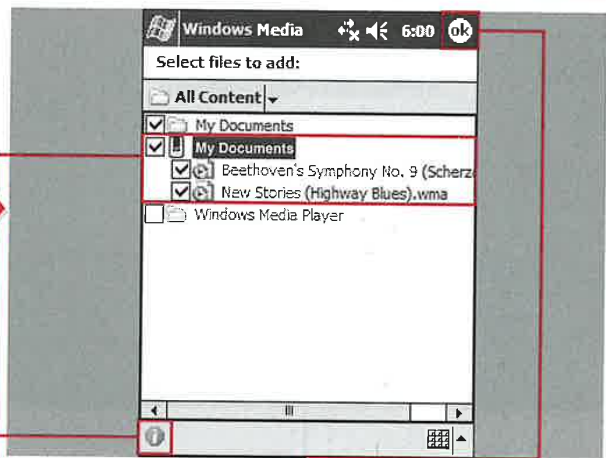 Windows Media 6:00 ok
Select files to add:
All Content
My Documents
My Documents
Beethoven's Symphony No. 9 (Scherzo
New Stories (Highway Blues).wma
Windows Media Player